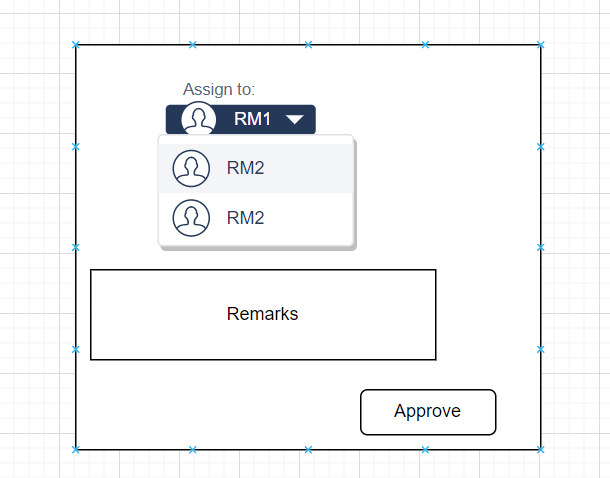 Assign to:
RM1
RM2
RM2
Remarks
Approve